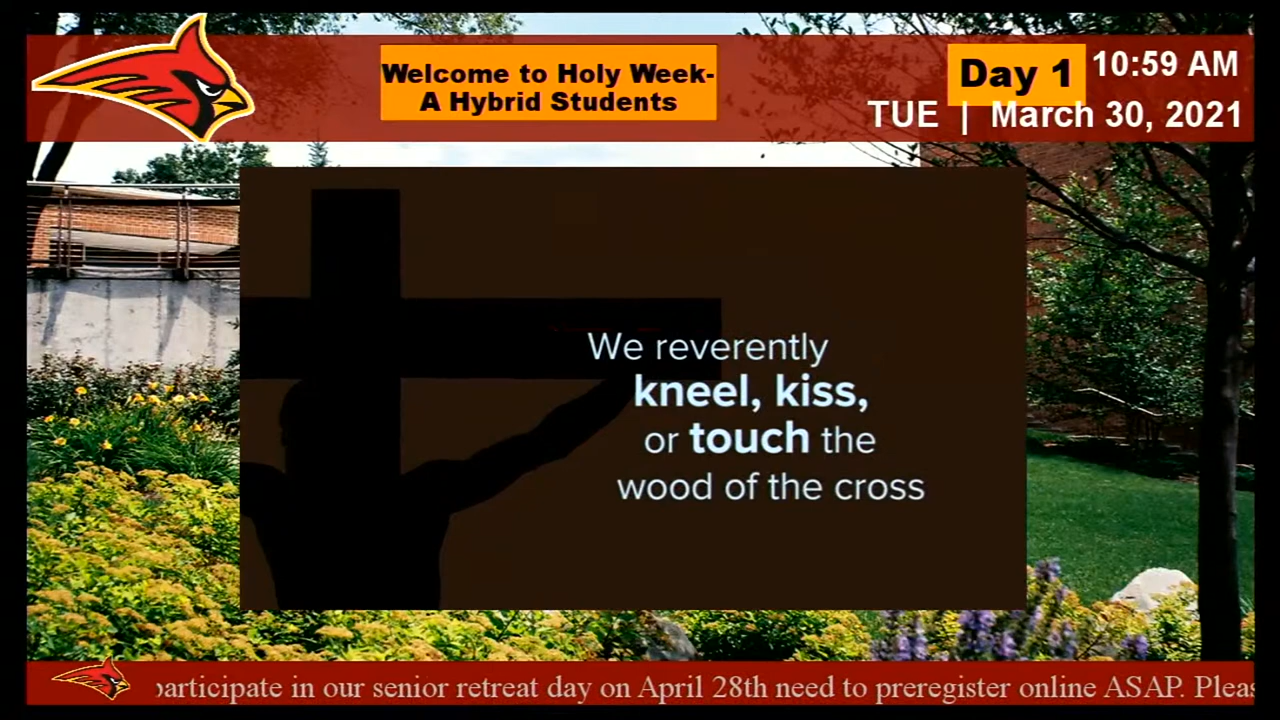 Welcome to Holy Week-
A Hybrid Students
Day 1
10:59 AM
TUE | March 30, 2021
We reverently
kneel, kiss,
or touch the
wood of the cross
in our senior retreat day on April 28th need to preregister online ASAP.